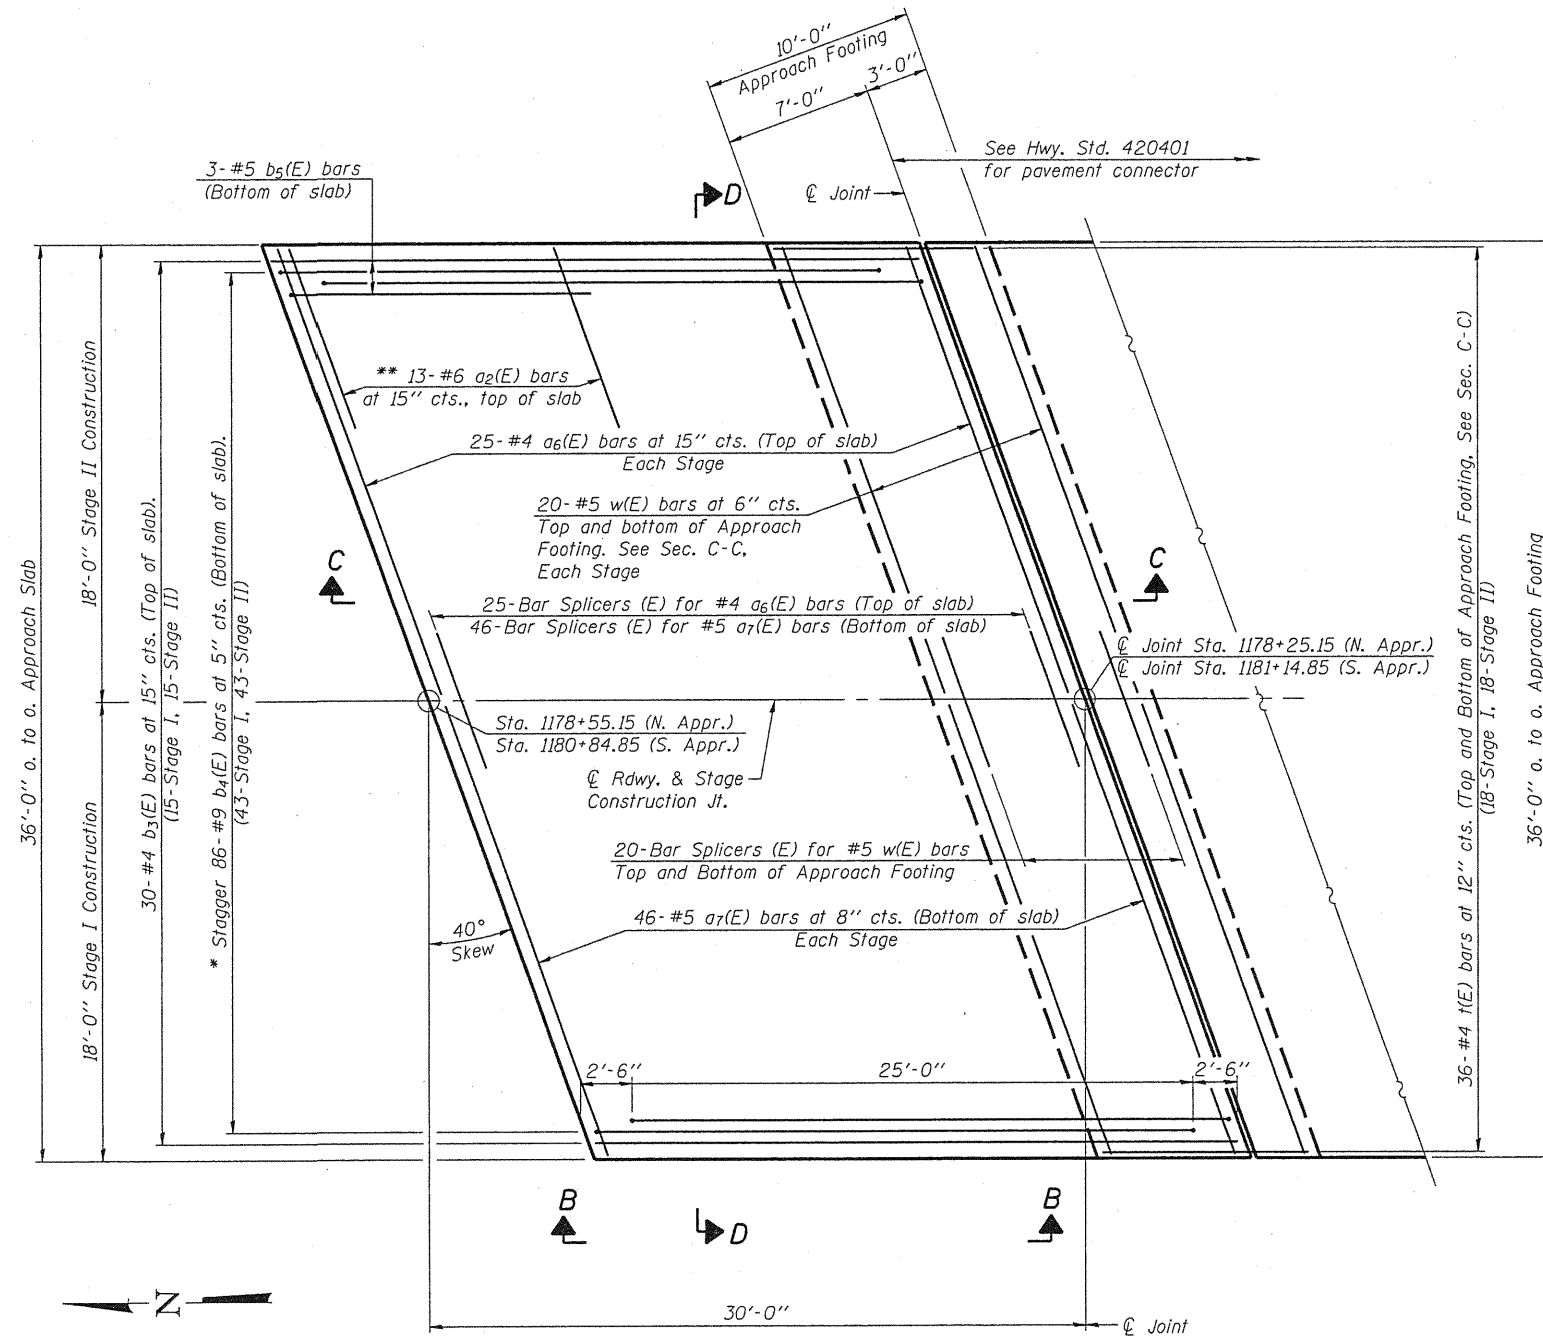 10'-0"
Approach Footing
3'-0"
7'-0"
See Hwy. Std. 420401
for pavement connector
3-#5 b5(E) bars
(Bottom of slab)
D
℄ Joint
** 13-#6 a2(E) bars
at 15" cts., top of slab
25-#4 a6(E) bars at 15" cts. (Top of slab)
Each Stage
20-#5 w(E) bars at 6" cts.
Top and bottom of Approach
Footing. See Sec. C-C,
Each Stage
C
C
25-Bar Splicers (E) for #4 a6(E) bars (Top of slab)
46-Bar Splicers (E) for #5 a7(E) bars (Bottom of slab)
℄ Joint Sta. 1178+25.15 (N. Appr.)
℄ Joint Sta. 1181+14.85 (S. Appr.)
Sta. 1178+55.15 (N. Appr.)
Sta. 1180+84.85 (S. Appr.)
℄ Rdwy. & Stage
Construction Jt.
20-Bar Splicers (E) for #5 w(E) bars
Top and Bottom of Approach Footing
46-#5 a7(E) bars at 8" cts. (Bottom of slab)
Each Stage
40°
Skew
2'-6"
25'-0"
2'-6"
B
D
B
N
30'-0"
℄ Joint
36'-0" o. to o. Approach Slab
18'-0" Stage II Construction
18'-0" Stage I Construction
30-#4 b3(E) bars at 15" cts. (Top of slab).
(15-Stage I, 15-Stage II)
* Stagger 86-#9 b4(E) bars at 5" cts. (Bottom of slab).
(43-Stage I, 43-Stage II)
36-#4 t(E) bars at 12" cts. (Top and Bottom of Approach Footing, See Sec. C-C)
(18-Stage I, 18-Stage II)
36'-0" o. to o. Approach Footing